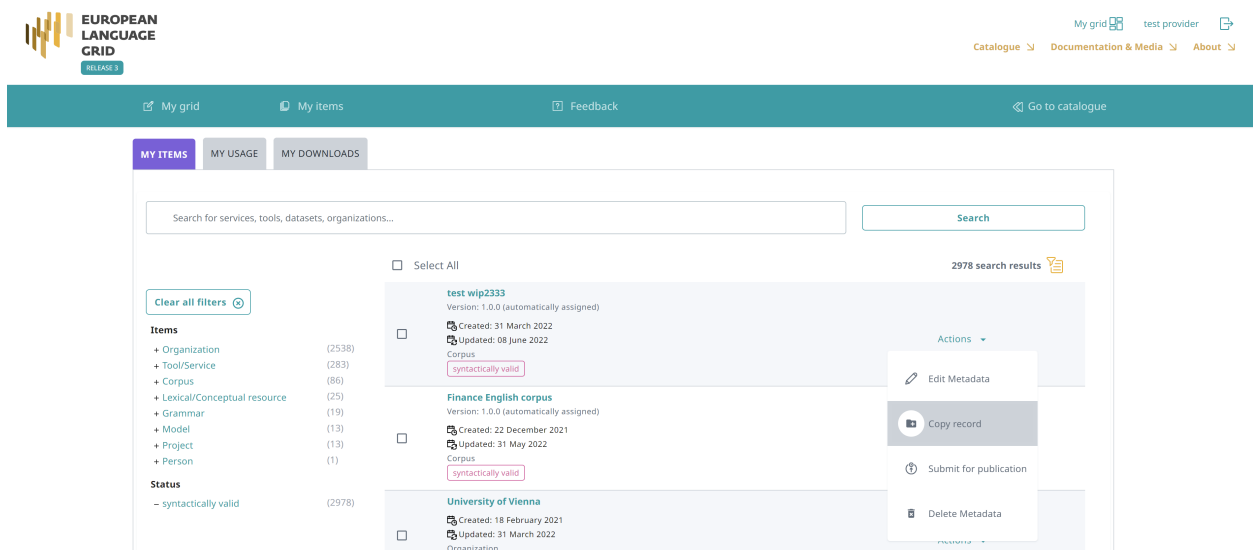 EUROPEAN
LANGUAGE
GRID
RELEASE 3
My grid test provider
Catalogue Documentation & Media About
My grid My items Feedback Go to catalogue
MY ITEMS MY USAGE MY DOWNLOADS
Search for services, tools, datasets, organizations...
Search
Select All
2978 search results
Clear all filters
Items
+ Organization (2538)
+ Tool/Service (283)
+ Corpus (86)
+ Lexical/Conceptual resource (25)
+ Grammar (19)
+ Model (13)
+ Project (13)
+ Person (1)
Status
– syntactically valid (2978)
test wip2333
Version: 1.0.0 (automatically assigned)
Created: 31 March 2022
Updated: 08 June 2022
Corpus
syntactically valid
Actions
Edit Metadata
Copy record
Submit for publication
Delete Metadata
Finance English corpus
Version: 1.0.0 (automatically assigned)
Created: 22 December 2021
Updated: 31 May 2022
Corpus
syntactically valid
University of Vienna
Created: 18 February 2021
Updated: 31 March 2022
Organization
Actions